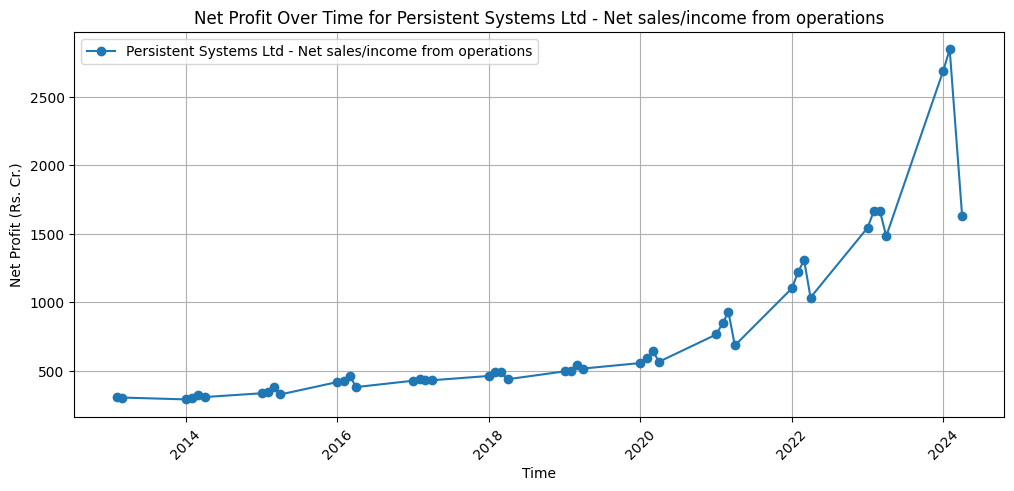 Net Profit Over Time for Persistent Systems Ltd - Net sales/income from operations
Persistent Systems Ltd - Net sales/income from operations
Net Profit (Rs. Cr.)
2500
2000
1500
1000
500
2014
2016
2018
2020
2022
2024
Time